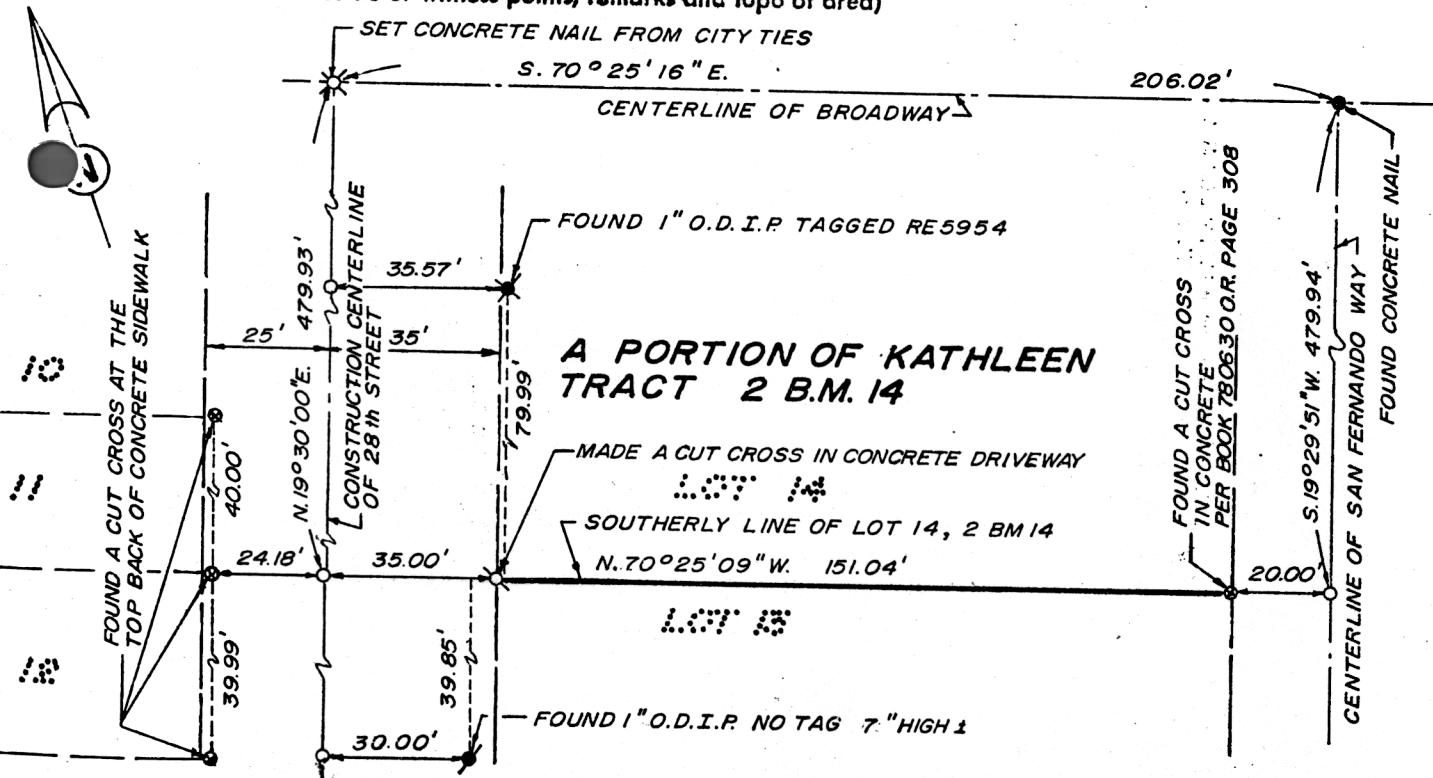 SET CONCRETE NAIL FROM CITY TIES
S. 70° 25' 16" E.
206.02'
CENTERLINE OF BROADWAY
FOUND 1" O.D.I.P. TAGGED RE5954
35.57'
25'
35'
N.19°30'00"E. 479.93'
CONSTRUCTION CENTERLINE
OF 28th STREET
79.99'
A PORTION OF KATHLEEN
TRACT 2 B.M. 14
FOUND A CUT CROSS AT THE
TOP BACK OF CONCRETE SIDEWALK
10
11
12
40.00'
39.99'
24.18'
35.00'
MADE A CUT CROSS IN CONCRETE DRIVEWAY
LOT 14
SOUTHERLY LINE OF LOT 14, 2 BM 14
N. 70° 25' 09" W. 151.04'
LOT 15
39.85'
30.00'
FOUND 1" O.D.I.P. NO TAG 7" HIGH ±
FOUND A CUT CROSS
IN CONCRETE
PER BOOK 780630 O.R. PAGE 308
20.00'
S.19°29'51"W. 479.94'
CENTERLINE OF SAN FERNANDO WAY
FOUND CONCRETE NAIL